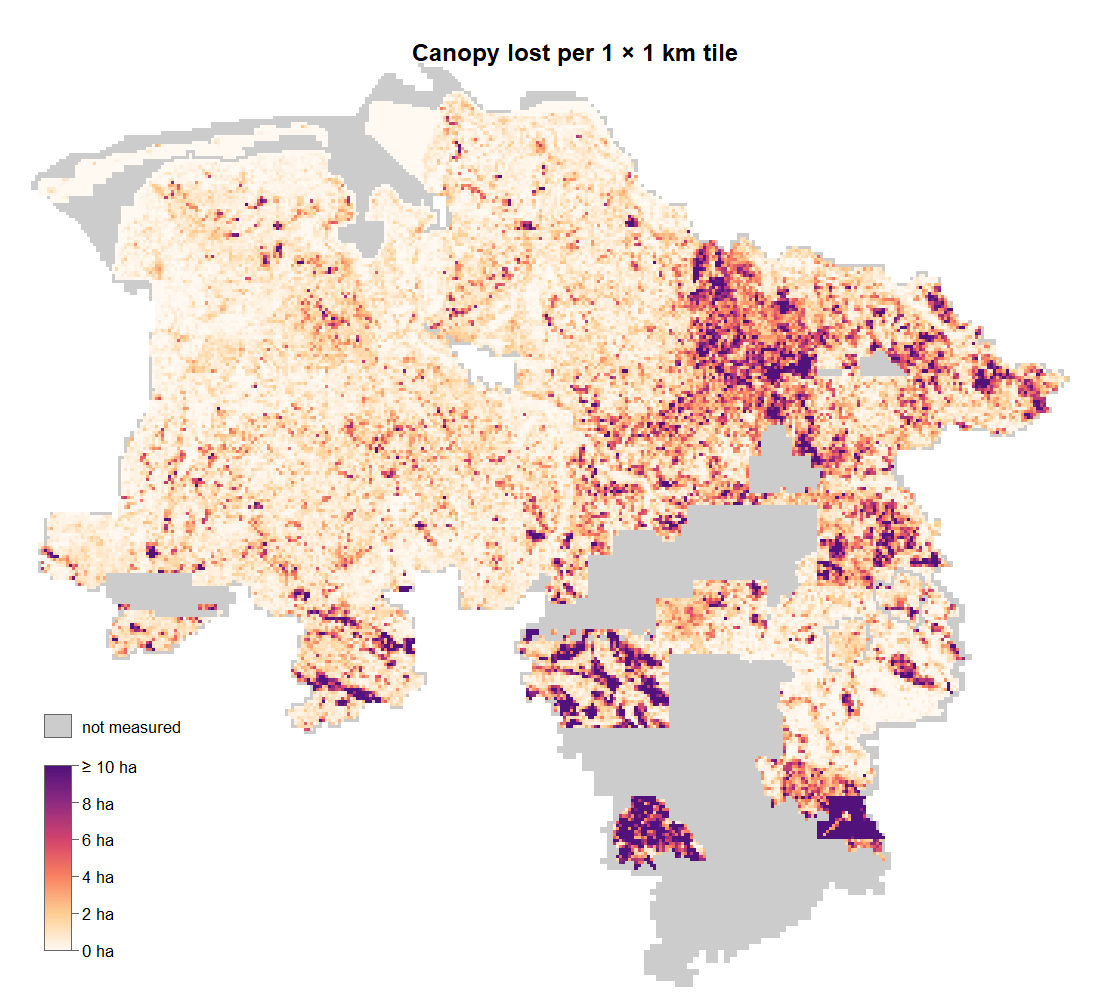 Canopy lost per 1 × 1 km tile
not measured
≥ 10 ha
8 ha
6 ha
4 ha
2 ha
0 ha